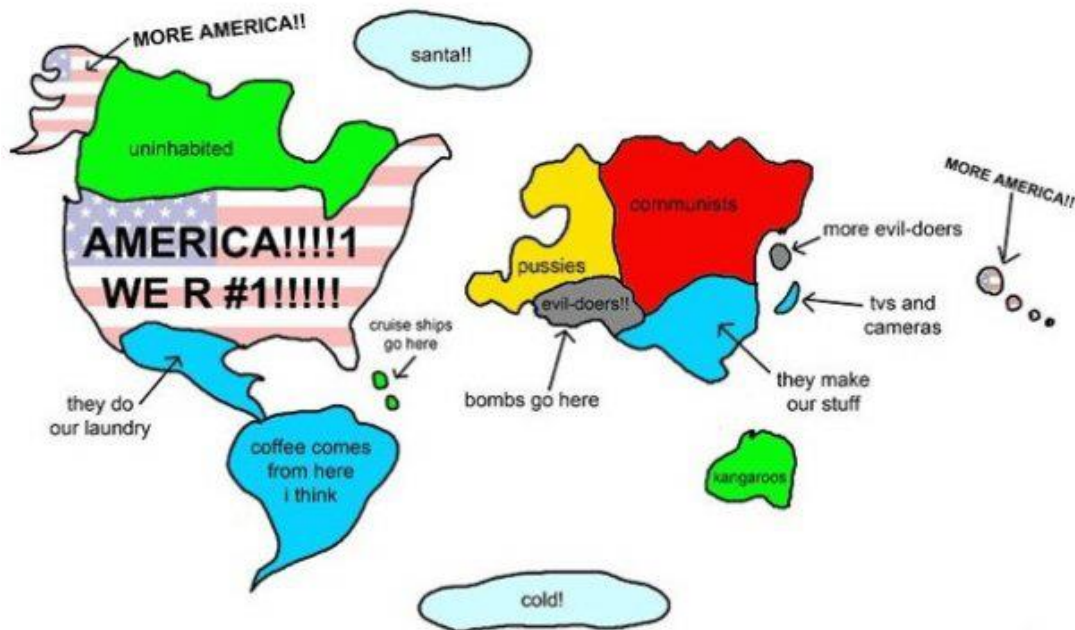 MORE AMERICA!!
santa!!
uninhabited
AMERICA!!!!1
WE R #1!!!!!
cruise ships
go here
they do
our laundry
coffee comes
from here
i think
communists
pussies
evil-doers!!
bombs go here
more evil-doers
tvs and
cameras
they make
our stuff
MORE AMERICA!!
kangaroos
cold!